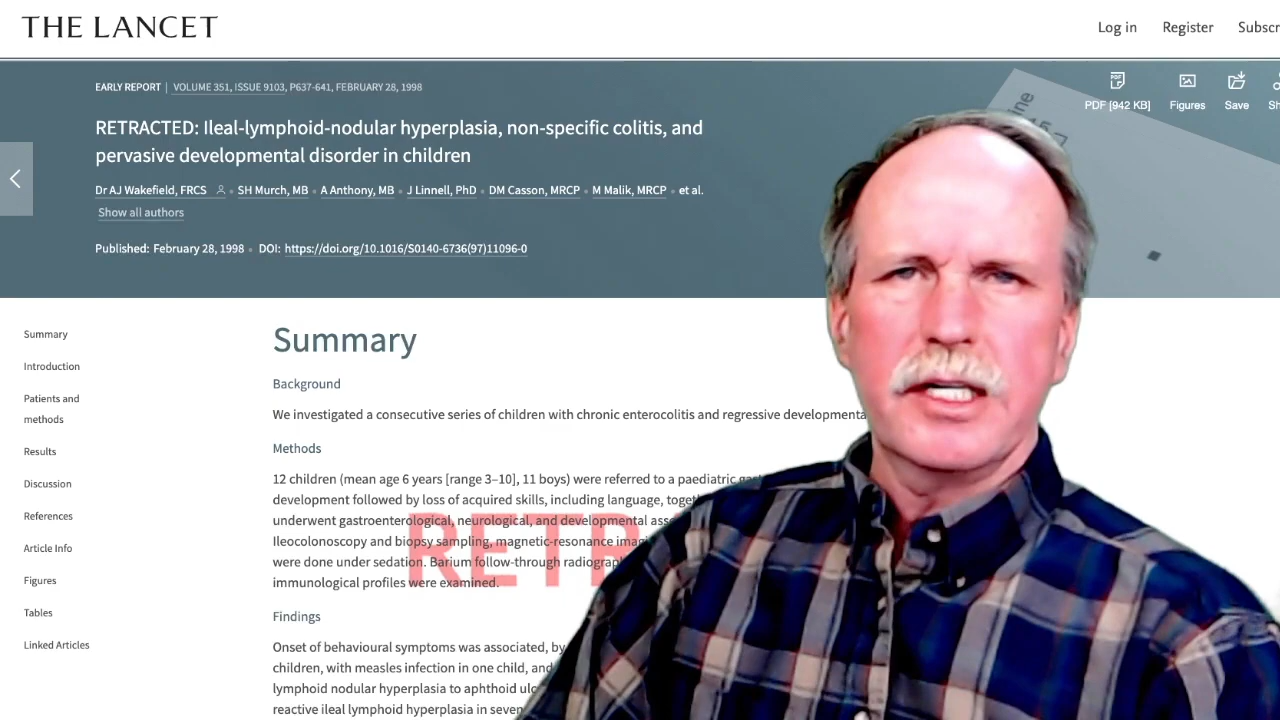 THE LANCET
Log in Register Subscr
EARLY REPORT | VOLUME 351, ISSUE 9103, P637-641, FEBRUARY 28, 1998
PDF [942 KB] Figures Save Sh
RETRACTED: Ileal-lymphoid-nodular hyperplasia, non-specific colitis, and
pervasive developmental disorder in children
Dr AJ Wakefield, FRCS • SH Murch, MB • A Anthony, MB • J Linnell, PhD • DM Casson, MRCP • M Malik, MRCP • et al.
Show all authors
Published: February 28, 1998 • DOI: https://doi.org/10.1016/S0140-6736(97)11096-0
Summary
Introduction
Patients and
methods
Results
Discussion
References
Article Info
Figures
Tables
Linked Articles
Summary
Background
We investigated a consecutive series of children with chronic enterocolitis and regressive developmenta
Methods
12 children (mean age 6 years [range 3–10], 11 boys) were referred to a paediatric
development followed by loss of acquired skills, including language,
underwent gastroenterological, neurological, and developmental
Ileocolonoscopy and biopsy sampling, magnetic-resonance
were done under sedation. Barium follow-through
immunological profiles were examined.
RETR
Findings
Onset of behavioural symptoms was associated, by
children, with measles infection in one child, and
lymphoid nodular hyperplasia to aphthoid
reactive ileal lymphoid hyperplasia in